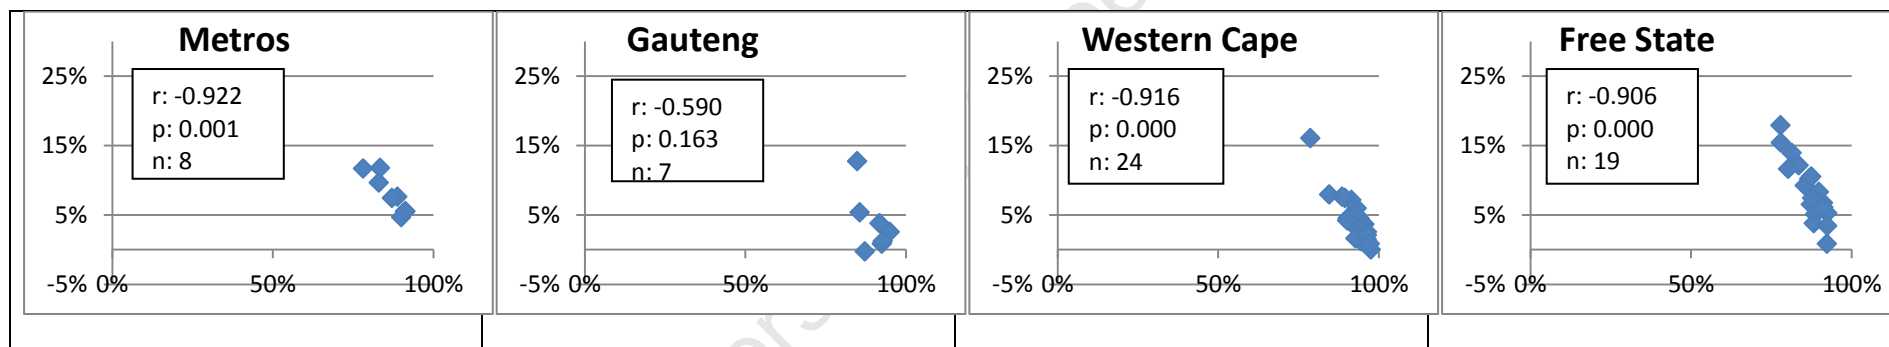 Metros
25%
15%
5%
-5%
0%
50%
100%
r: -0.922
p: 0.001
n: 8
Gauteng
25%
15%
5%
-5%
0%
50%
100%
r: -0.590
p: 0.163
n: 7
Western Cape
25%
15%
5%
-5%
0%
50%
100%
r: -0.916
p: 0.000
n: 24
Free State
25%
15%
5%
-5%
0%
50%
100%
r: -0.906
p: 0.000
n: 19